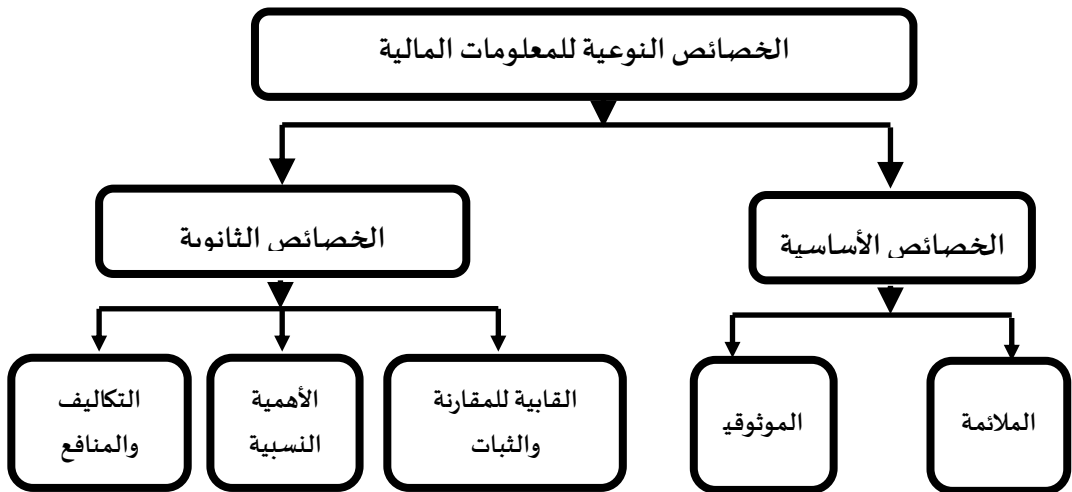 الخصائص النوعية للمعلومات المالية
الخصائص الأساسية
الخصائص الثانوية
الملائمة
الموثوقي
القابية للمقارنة
والثبات
الأهمية
النسبية
التكاليف
والمنافع